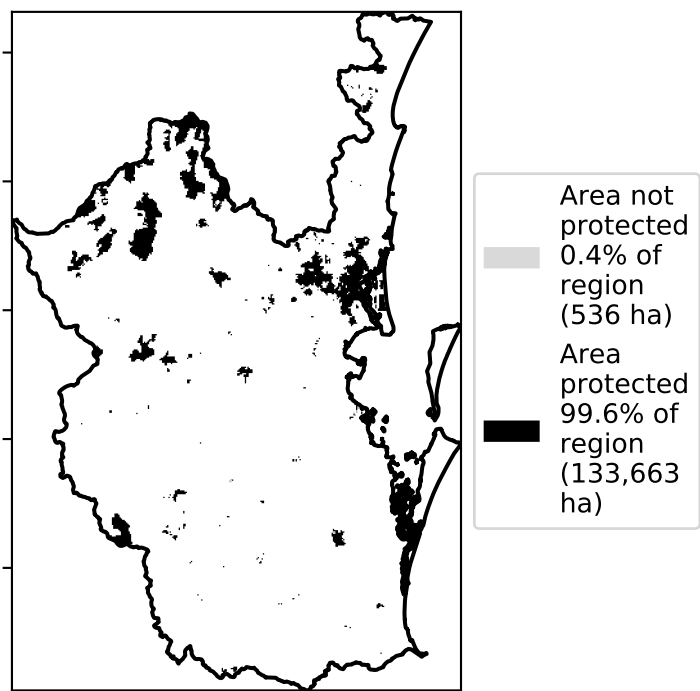 Area not
protected
0.4% of
region
(536 ha)
Area
protected
99.6% of
region
(133,663
ha)